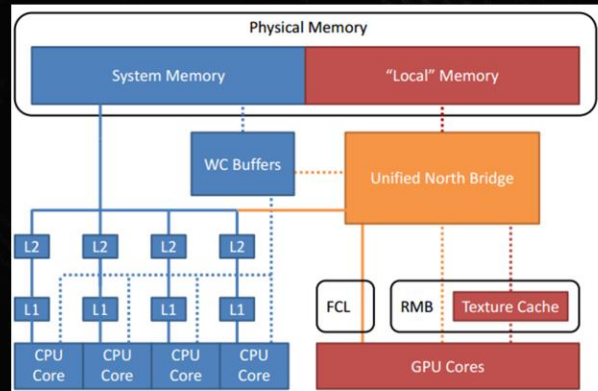 Physical Memory
System Memory
“Local” Memory
WC Buffers
Unified North Bridge
L2
L2
L2
L2
L1
L1
L1
L1
FCL
RMB
Texture Cache
CPU
Core
CPU
Core
CPU
Core
CPU
Core
GPU Cores